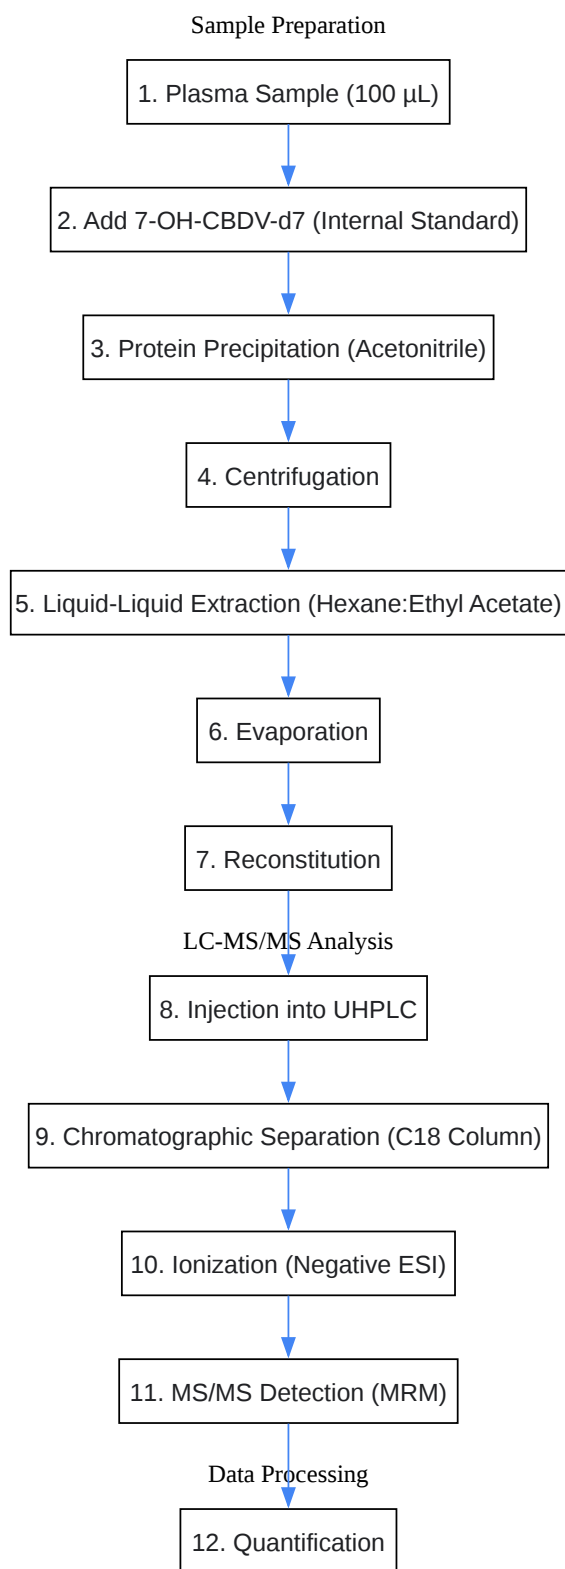 Sample Preparation
1. Plasma Sample (100 µL)
2. Add 7-OH-CBDV-d7 (Internal Standard)
3. Protein Precipitation (Acetonitrile)
4. Centrifugation
5. Liquid-Liquid Extraction (Hexane:Ethyl Acetate)
6. Evaporation
7. Reconstitution
LC-MS/MS Analysis
8. Injection into UHPLC
9. Chromatographic Separation (C18 Column)
10. Ionization (Negative ESI)
11. MS/MS Detection (MRM)
Data Processing
12. Quantification